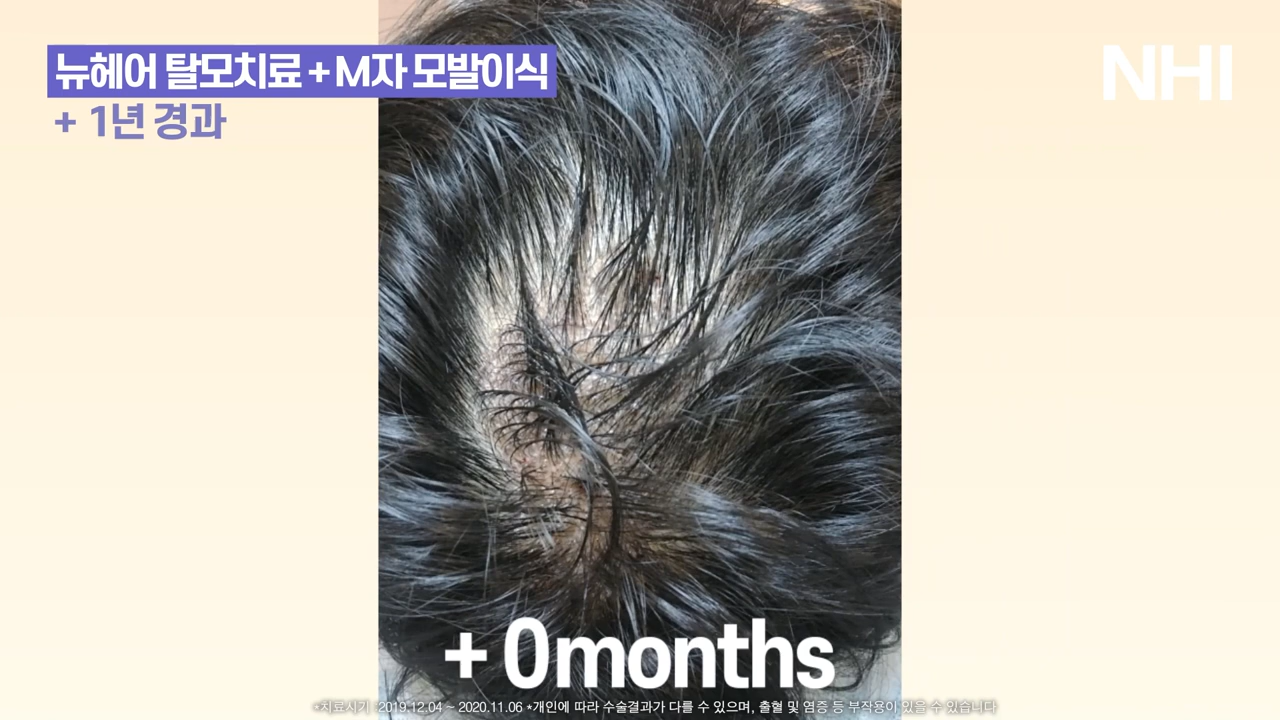 뉴헤어 탈모치료 + M자 모발이식
+ 1년 경과
NHI
+ 0months
*치료시기 : 2019.12.04 ~ 2020.11.06 *개인에 따라 수술결과가 다를 수 있으며, 출혈 및 염증 등 부작용이 있을 수 있습니다